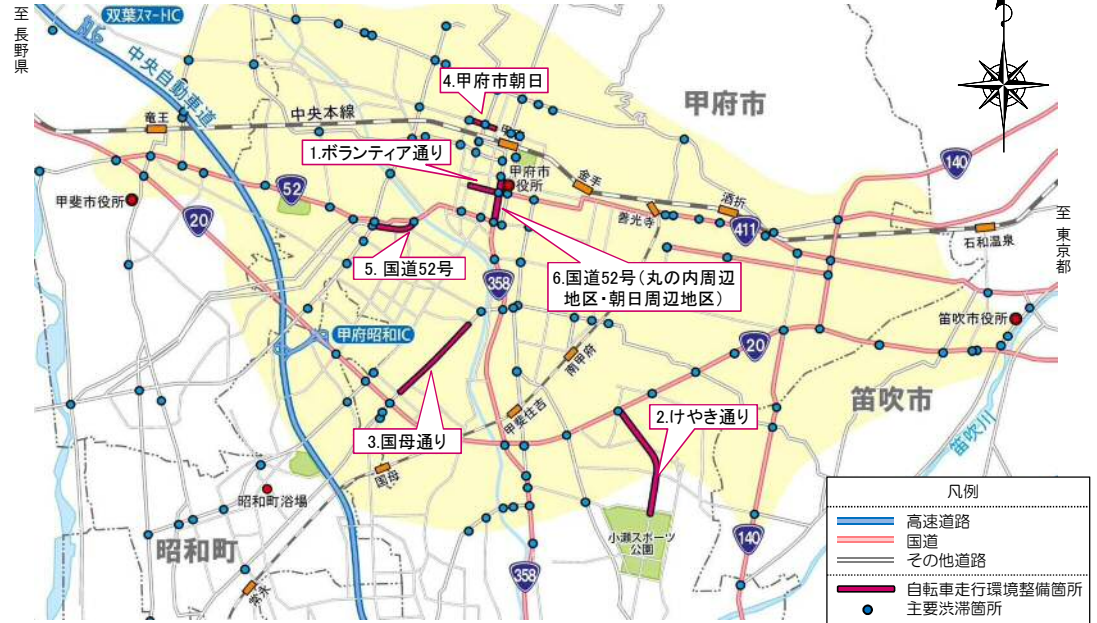 至長野県
双葉スマートIC
中央自動車道
4.甲府市朝日
甲府市
竜王
中央本線
1.ボランティア通り
甲府市
役所
金手
140
52
甲斐市役所
20
善光寺
酒折
411
石和温泉
至東京都
5. 国道52号
358
6.国道52号(丸の内周辺
地区・朝日周辺地区)
甲府昭和IC
南甲府
20
笛吹市役所
笛吹市
笛吹川
3.国母通り
甲斐住吉
2.けやき通り
国母
昭和町浴場
昭和町
小瀬スポーツ
公園
140
常永
358
凡例
高速道路
国道
その他道路
自転車走行環境整備箇所
主要渋滞箇所